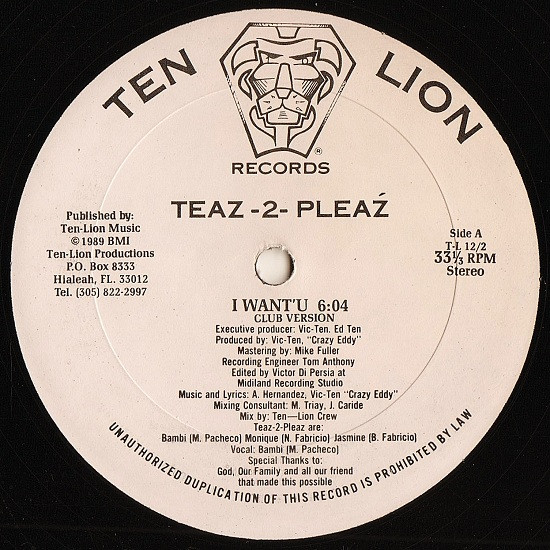 TEN LION
RECORDS
®
TEAZ -2- PLEAŹ
Published by:
Ten-Lion Music
©1989 BMI
Ten-Lion Productions
P.O. Box 8333
Hialeah, FL. 33012
Tel. (305) 822-2997
Side A
T-L 12/2
33⅓ RPM
Stereo
I WANT'U 6:04
CLUB VERSION
Executive producer: Vic-Ten. Ed Ten
Produced by: Vic-Ten, "Crazy Eddy"
Mastering by: Mike Fuller
Recording Engineer Tom Anthony
Edited by Victor Di Persia at
Midiland Recording Studio
Music and Lyrics: A. Hernandez, Vic-Ten "Crazy Eddy"
Mixing Consultant: M. Triay, J. Caride
Mix by: Ten—Lion Crew
Teaz-2-Pleaz are:
Bambi (M. Pacheco) Monique (N. Fabricio) Jasmine (B. Fabricio)
Vocal: Bambi (M. Pacheco)
Special Thanks to:
God, Our Family and all our friend
that made this possible
UNAUTHORIZED DUPLICATION OF THIS RECORD IS PROHIBITED BY LAW